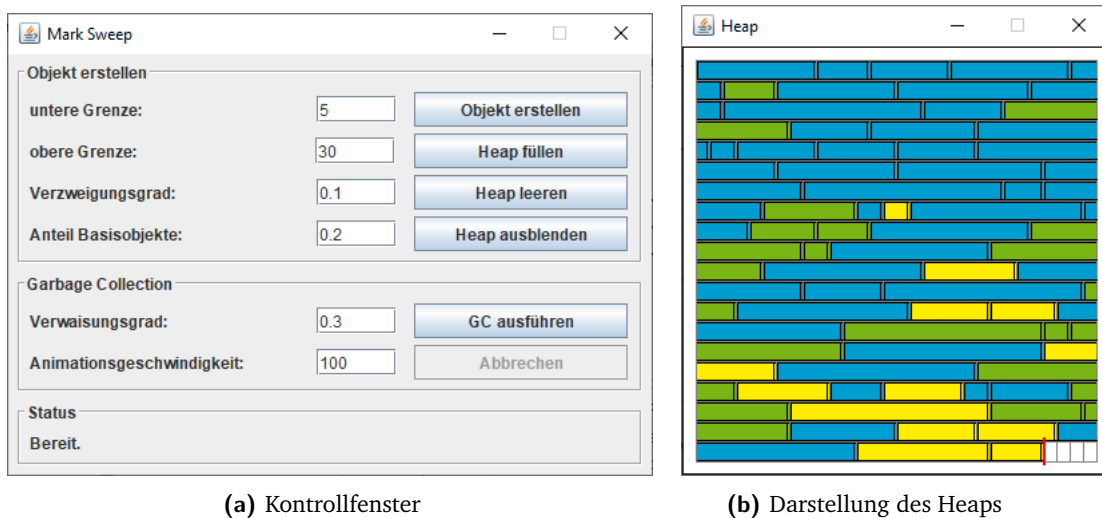 Mark Sweep
Objekt erstellen
untere Grenze:
5
Objekt erstellen
obere Grenze:
30
Heap füllen
Verzweigungsgrad:
0.1
Heap leeren
Anteil Basisobjekte:
0.2
Heap ausblenden
Garbage Collection
Verwaisungsgrad:
0.3
GC ausführen
Animationsgeschwindigkeit:
100
Abbrechen
Status
Bereit.
(a) Kontrollfenster
Heap
(b) Darstellung des Heaps